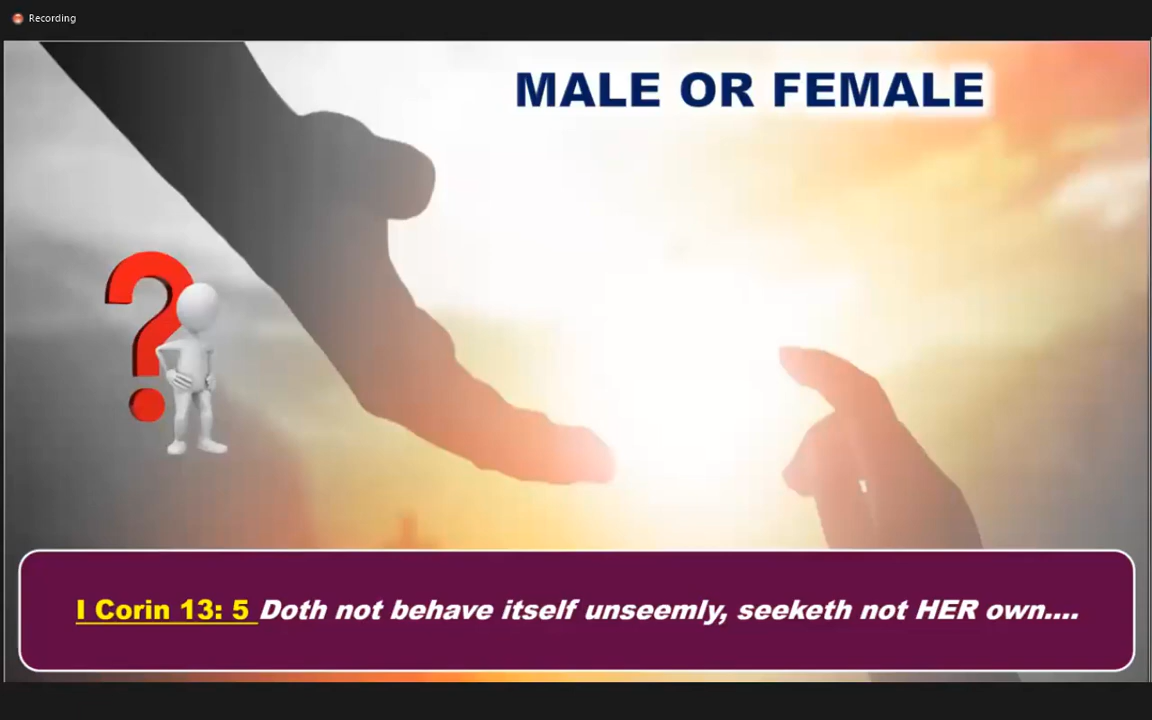 Recording
MALE OR FEMALE
?
I Corin 13: 5 Doth not behave itself unseemly, seeketh not HER own....